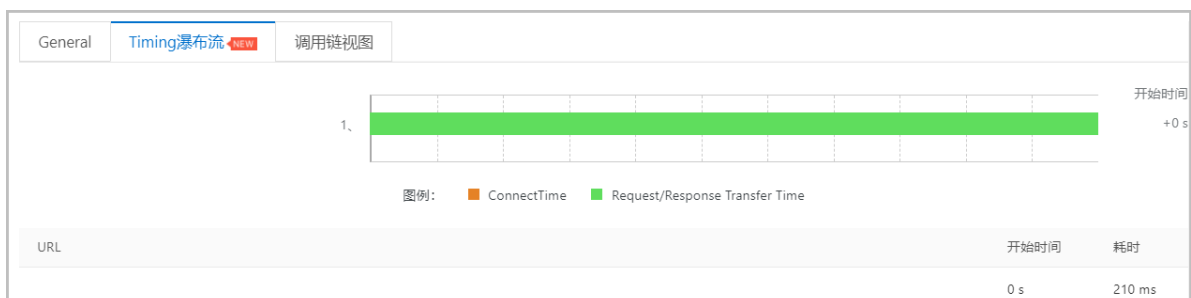 General Timing瀑布流 NEW 调用链视图
开始时间
1、 +0 s
图例： ConnectTime Request/Response Transfer Time
URL 开始时间 耗时
0 s 210 ms